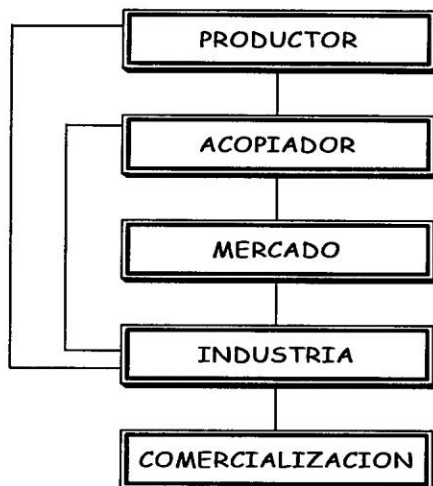 PRODUCTOR
ACOPIADOR
MERCADO
INDUSTRIA
COMERCIALIZACION